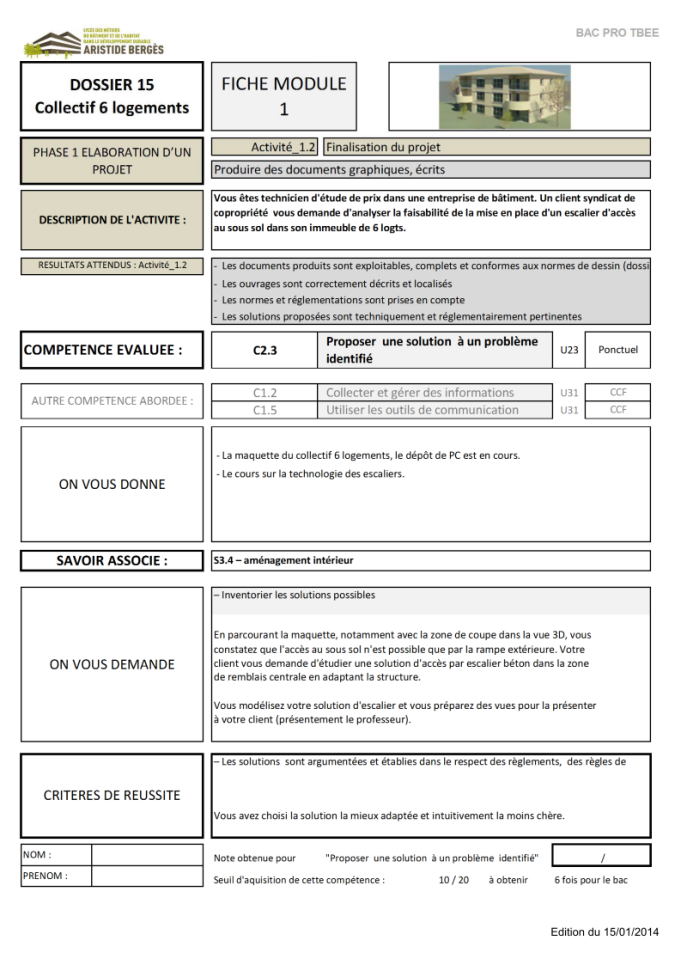 LYCEE DES MÉTIERS
DU BÂTIMENT ET DE L'HABITAT
DANS LE DÉVELOPPEMENT DURABLE
ARISTIDE BERGÈS
BAC PRO TBEE
DOSSIER 15
Collectif 6 logements
FICHE MODULE
1
PHASE 1 ELABORATION D'UN
PROJET
Activité_1.2 Finalisation du projet
Produire des documents graphiques, écrits
DESCRIPTION DE L'ACTIVITE :
Vous êtes technicien d'étude de prix dans une entreprise de bâtiment. Un client syndicat de
copropriété vous demande d'analyser la faisabilité de la mise en place d'un escalier d'accès
au sous sol dans son immeuble de 6 logts.
RESULTATS ATTENDUS : Activité_1.2
- Les documents produits sont exploitables, complets et conformes aux normes de dessin (dossi
- Les ouvrages sont correctement décrits et localisés
- Les normes et réglementations sont prises en compte
- Les solutions proposées sont techniquement et réglementairement pertinentes
COMPETENCE EVALUEE :
C2.3
Proposer une solution à un problème
identifié
U23
Ponctuel
AUTRE COMPETENCE ABORDEE :
C1.2 Collecter et gérer des informations U31 CCF
C1.5 Utiliser les outils de communication U31 CCF
ON VOUS DONNE
- La maquette du collectif 6 logements, le dépôt de PC est en cours.
- Le cours sur la technologie des escaliers.
SAVOIR ASSOCIE :
S3.4 – aménagement intérieur
ON VOUS DEMANDE
– Inventorier les solutions possibles
En parcourant la maquette, notamment avec la zone de coupe dans la vue 3D, vous
constatez que l'accès au sous sol n'est possible que par la rampe extérieure. Votre
client vous demande d'étudier une solution d'accès par escalier béton dans la zone
de remblais centrale en adaptant la structure.
Vous modélisez votre solution d'escalier et vous préparez des vues pour la présenter
à votre client (présentement le professeur).
CRITERES DE REUSSITE
– Les solutions sont argumentées et établies dans le respect des règlements, des règles de
Vous avez choisi la solution la mieux adaptée et intuitivement la moins chère.
NOM :
PRENOM :
Note obtenue pour "Proposer une solution à un problème identifié" /
Seuil d'aquisition de cette compétence : 10 / 20 à obtenir 6 fois pour le bac
Edition du 15/01/2014